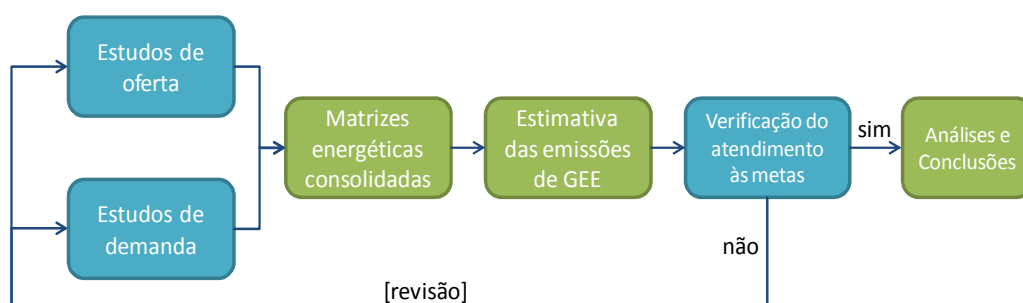 Estudos de
oferta
Estudos de
demanda
Matrizes
energéticas
consolidadas
Estimativa
das emissões
de GEE
Verificação do
atendimento
às metas
sim
Análises e
Conclusões
não
[revisão]